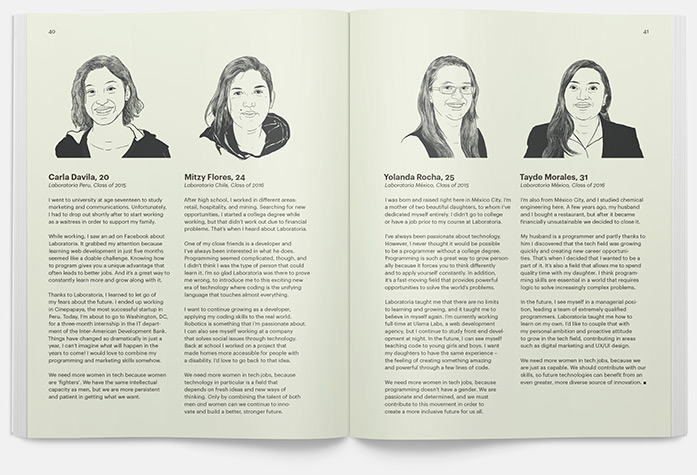 40
Carla Davila, 20
Laboratoria Peru, Class of 2015
I went to university at age seventeen to study
marketing and communications. Unfortunately,
I had to drop out shortly after to start working
as a waitress in order to support my family.
While working, I saw an ad on Facebook about
Laboratoria. It grabbed my attention because
learning web development in just five months
seemed like a doable challenge. Knowing how
to program gives you a unique advantage that
often leads to better jobs. And it's a great way to
constantly learn more and grow along with it.
Thanks to Laboratoria, I learned to let go of
my fears about the future. I ended up working
in Cinepapaya, the most successful startup in
Peru. Today, I'm about to go to Washington, DC,
for a three-month internship in the IT depart-
ment of the Inter-American Development Bank.
Things have changed so dramatically in just a
year, I can't imagine what will happen in the
years to come! I would love to combine my
programming and marketing skills somehow.
We need more women in tech because women
are 'fighters'. We have the same intellectual
capacity as men, but we are more persistent
and patient in getting what we want.
Mitzy Flores, 24
Laboratoria Chile, Class of 2016
After high school, I worked in different areas:
retail, hospitality, and mining. Searching for new
opportunities, I started a college degree while
working, but that didn't work out due to financial
problems. That's when I heard about Laboratoria.
One of my close friends is a developer and
I've always been interested in what he does.
Programming seemed complicated, though, and
I didn't think I was the type of person that could
learn it. I'm so glad Laboratoria was there to prove
me wrong, to introduce me to this exciting new
era of technology where coding is the unifying
language that touches almost everything.
I want to continue growing as a developer,
applying my coding skills to the real world.
Robotics is something that I'm passionate about.
I can also see myself working at a company
that solves social issues through technology.
Back at school I worked on a project that
made homes more accessible for people with
a disability. I'd love to go back to that idea.
We need more women in tech jobs, because
technology in particular is a field that
depends on fresh ideas and new ways of
thinking. Only by combining the talent of both
men and women can we continue to inno-
vate and build a better, stronger future.
41
Yolanda Rocha, 25
Laboratoria México, Class of 2015
I was born and raised right here in México City. I'm
a mother of two beautiful daughters, to whom I've
dedicated myself entirely. I didn't go to college
or have a job prior to my course at Laboratoria.
I've always been passionate about technology.
However, I never thought it would be possible
to be a programmer without a college degree.
Programming is such a great way to grow person-
ally because it forces you to think differently
and to apply yourself constantly. In addition,
it's a fast-moving field that provides powerful
opportunities to solve the world's problems.
Laboratoria taught me that there are no limits
to learning and growing, and it taught me to
believe in myself again. I'm currently working
full-time at Ulama Labs, a web development
agency, but I continue to study front end devel-
opment at night. In the future, I can see myself
teaching code to young girls and boys. I want
my daughters to have the same experience –
the feeling of creating something amazing
and powerful through a few lines of code.
We need more women in tech jobs, because
programming doesn't have a gender. We are
passionate and determined, and we must
contribute to this movement in order to
create a more inclusive future for us all.
Tayde Morales, 31
Laboratoria México, Class of 2016
I'm also from México City, and I studied chemical
engineering here. A few years ago, my husband
and I bought a restaurant, but after it became
financially unsustainable we decided to close it.
My husband is a programmer and partly thanks to
him I discovered that the tech field was growing
quickly and creating new career opportuni-
ties. That's when I decided that I wanted to be a
part of it. It's also a field that allows me to spend
quality time with my daughter. I think program-
ming skills are essential in a world that requires
logic to solve increasingly complex problems.
In the future, I see myself in a managerial posi-
tion, leading a team of extremely qualified
programmers. Laboratoria taught me how to
learn on my own. I'd like to couple that with
my personal ambition and proactive attitude
to grow in the tech field, contributing in areas
such as digital marketing and UX/UI design.
We need more women in tech jobs, because we
are just as capable. We should contribute with our
skills, so future technologies can benefit from an
even greater, more diverse source of innovation. ■